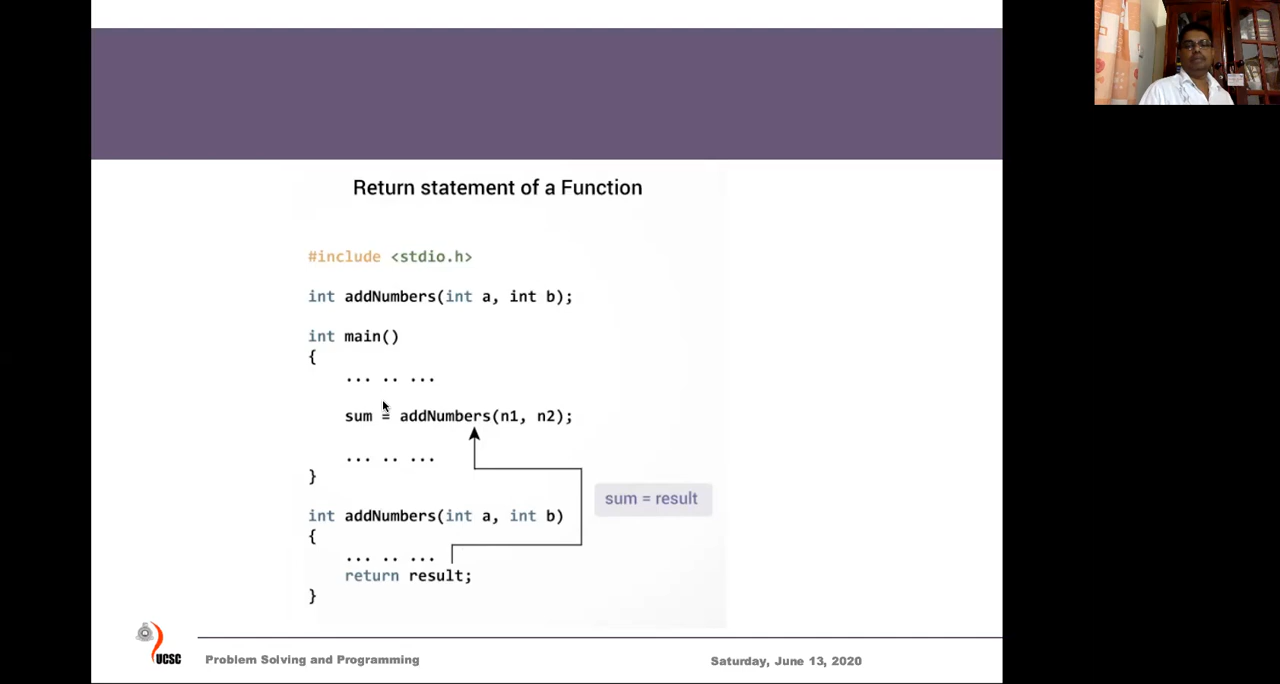 Return statement of a Function
#include <stdio.h>
int addNumbers(int a, int b);
int main()
{
... .. ...
sum = addNumbers(n1, n2);
... .. ...
}
sum = result
int addNumbers(int a, int b)
{
... .. ...
return result;
}
UCSC
Problem Solving and Programming
Saturday, June 13, 2020